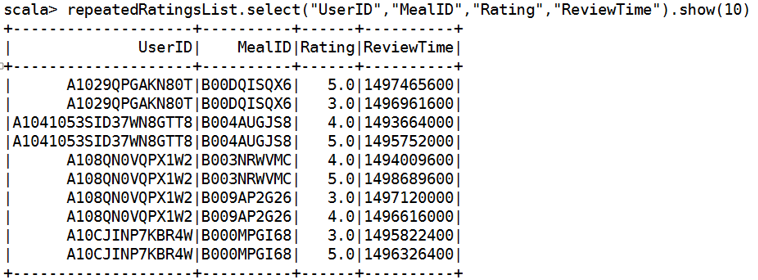 scala> repeatedRatingsList.select("UserID","MealID","Rating","ReviewTime").show(10)
+--------------------+----------+------+----------+
|              UserID|    MealID|Rating|ReviewTime|
+--------------------+----------+------+----------+
|      A1029QPGAKN80T|B00DQISQX6|   5.0|1497465600|
|      A1029QPGAKN80T|B00DQISQX6|   3.0|1496961600|
|A1041053SID37WN8GTT8|B004AUGJS8|   4.0|1493664000|
|A1041053SID37WN8GTT8|B004AUGJS8|   5.0|1495752000|
|      A108QN0VQPX1W2|B003NRWVMC|   4.0|1494009600|
|      A108QN0VQPX1W2|B003NRWVMC|   5.0|1498689600|
|      A108QN0VQPX1W2|B009AP2G26|   3.0|1497120000|
|      A108QN0VQPX1W2|B009AP2G26|   4.0|1496616000|
|      A10CJINP7KBR4W|B000MPGI68|   3.0|1495822400|
|      A10CJINP7KBR4W|B000MPGI68|   5.0|1496326400|
+--------------------+----------+------+----------+